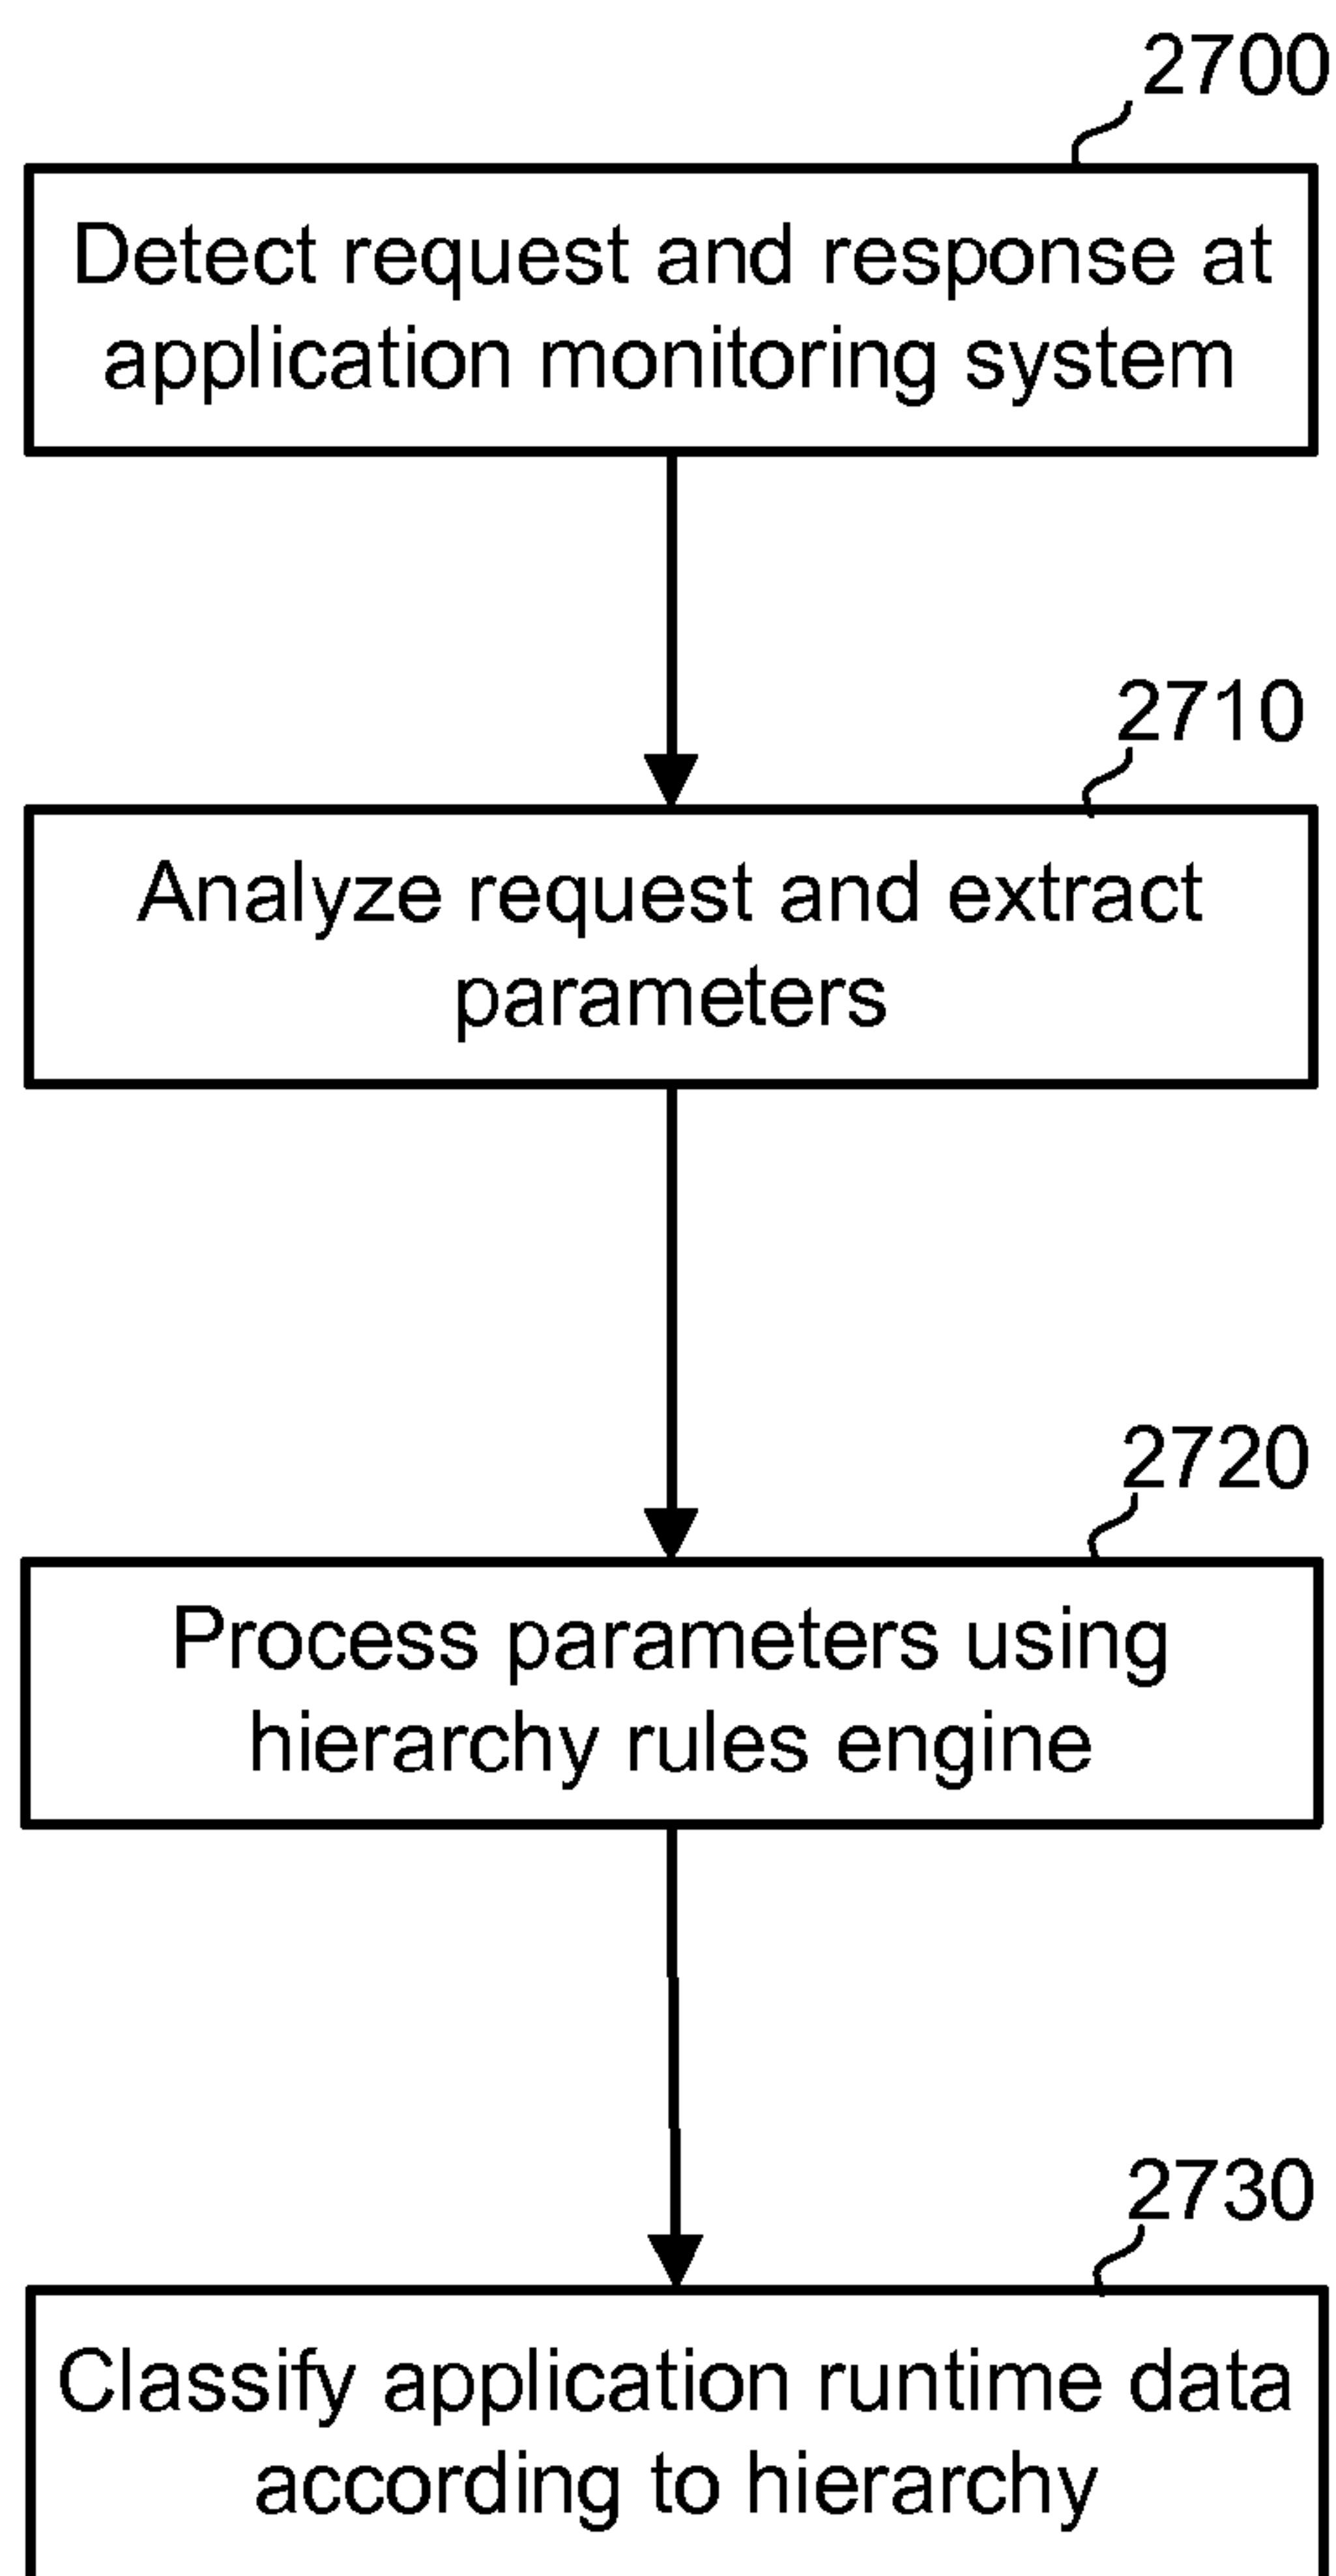 2700
Detect request and response at
application monitoring system
2710
Analyze request and extract
parameters
2720
Process parameters using
hierarchy rules engine
2730
Classify application runtime data
according to hierarchy